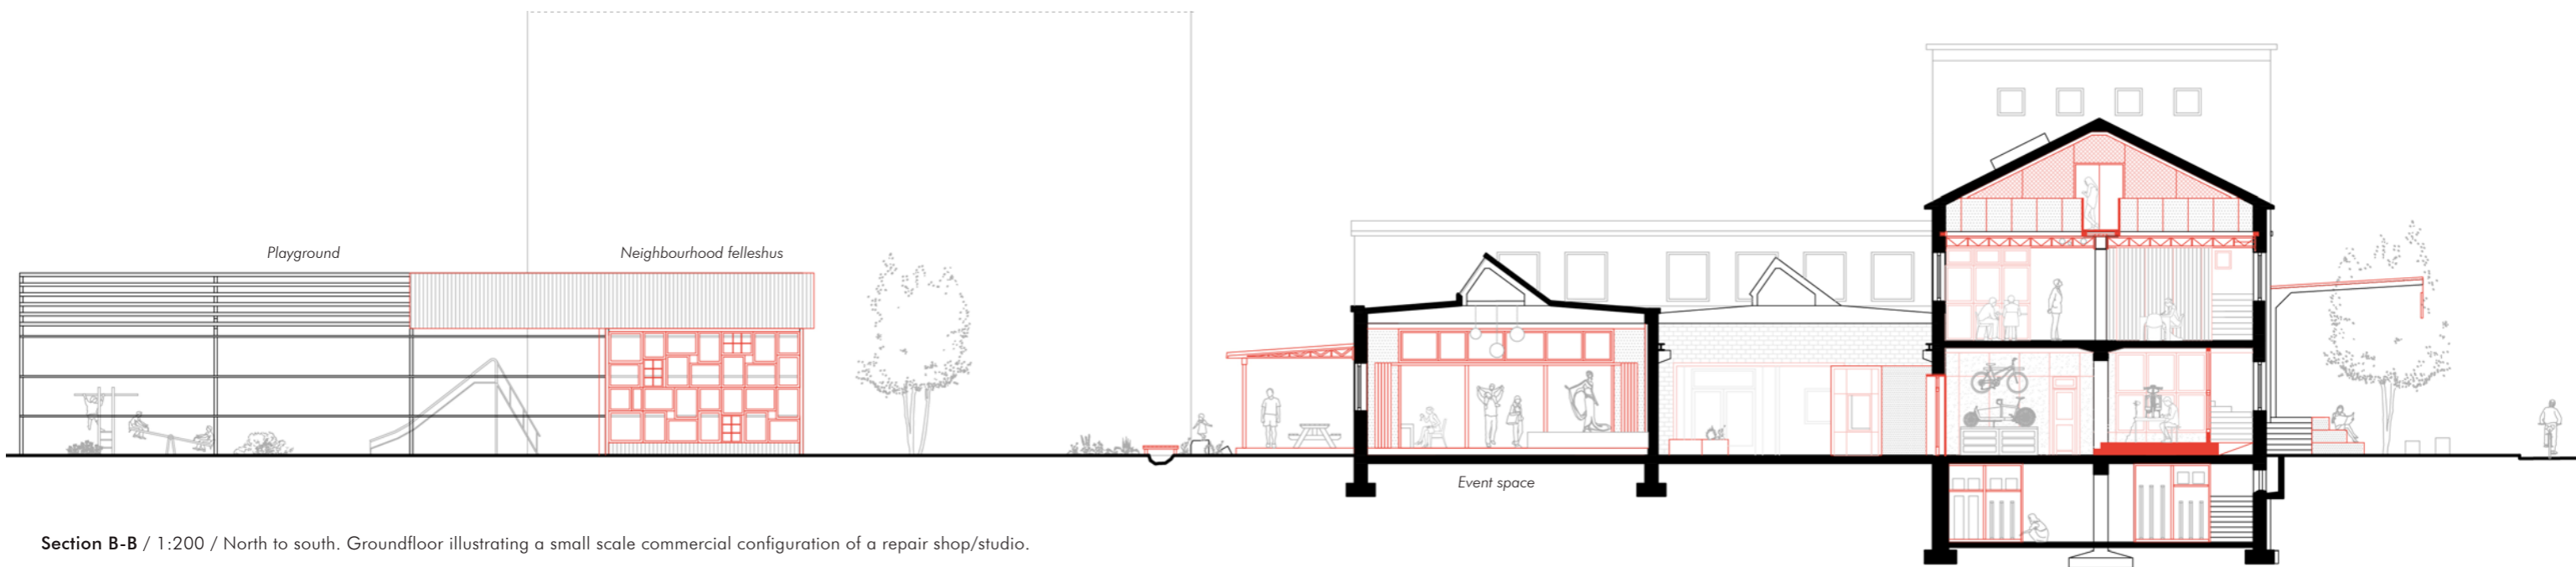 Playground
Neighbourhood felleshus
Event space
Section B-B / 1:200 / North to south. Groundfloor illustrating a small scale commercial configuration of a repair shop/studio.